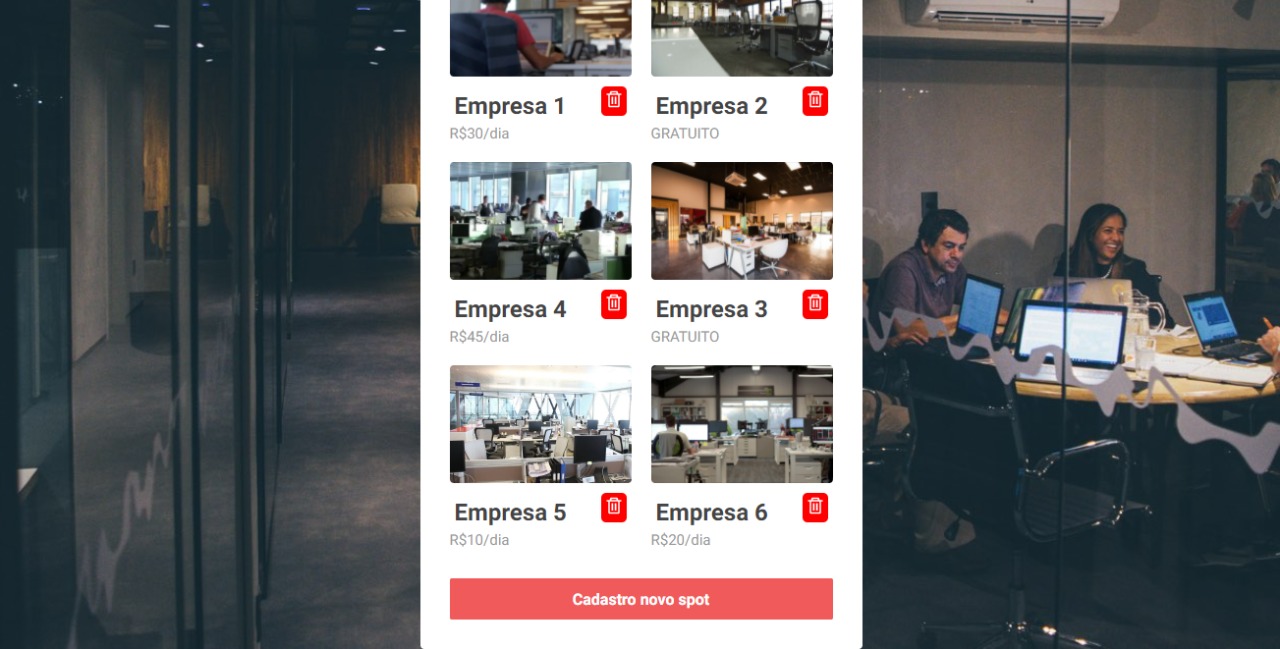 Empresa 1
R$30/dia
Empresa 2
GRATUITO
Empresa 4
R$45/dia
Empresa 3
GRATUITO
Empresa 5
R$10/dia
Empresa 6
R$20/dia
Cadastro novo spot